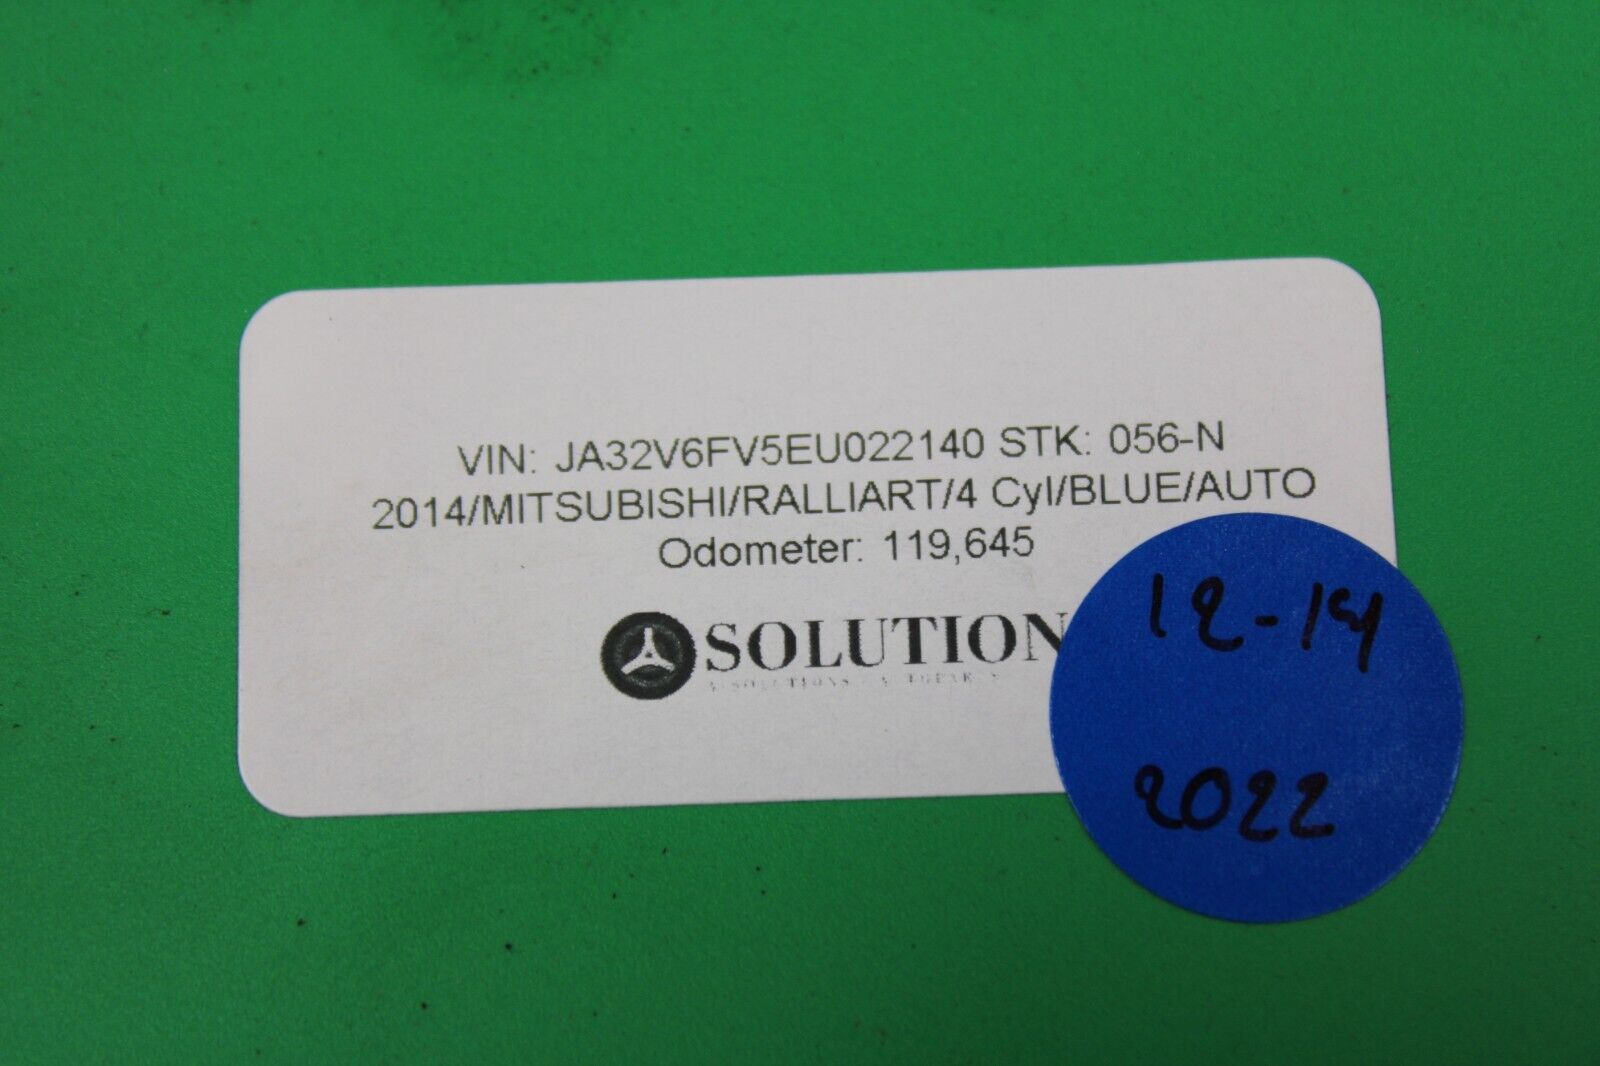 VIN: JA32V6FV5EU022140 STK: 056-N
2014/MITSUBISHI/RALLIART/4 Cyl/BLUE/AUTO
Odometer: 119,645
SOLUTION
12-14
2022